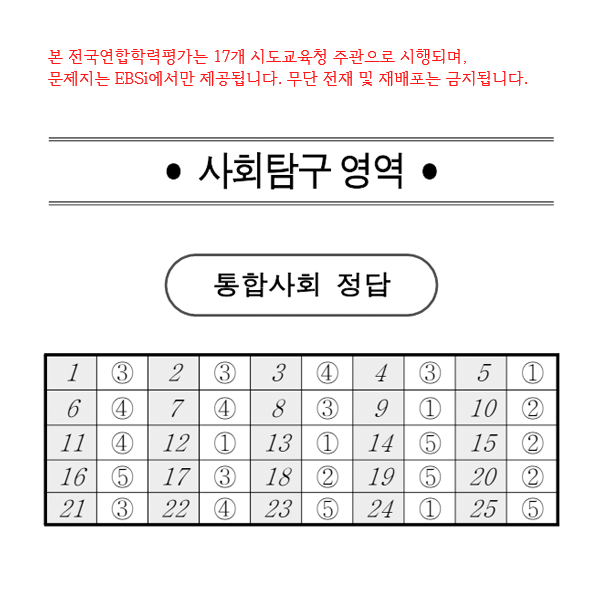 본 전국연합학력평가는 17개 시도교육청 주관으로 시행되며,
문제지는 EBSi에서만 제공됩니다. 무단 전재 및 재배포는 금지됩니다.
● 사회탐구 영역 ●
통합사회 정답
1 ③ 2 ③ 3 ④ 4 ③ 5 ①
6 ④ 7 ④ 8 ③ 9 ① 10 ②
11 ④ 12 ① 13 ① 14 ⑤ 15 ②
16 ⑤ 17 ③ 18 ② 19 ⑤ 20 ②
21 ③ 22 ④ 23 ⑤ 24 ① 25 ⑤